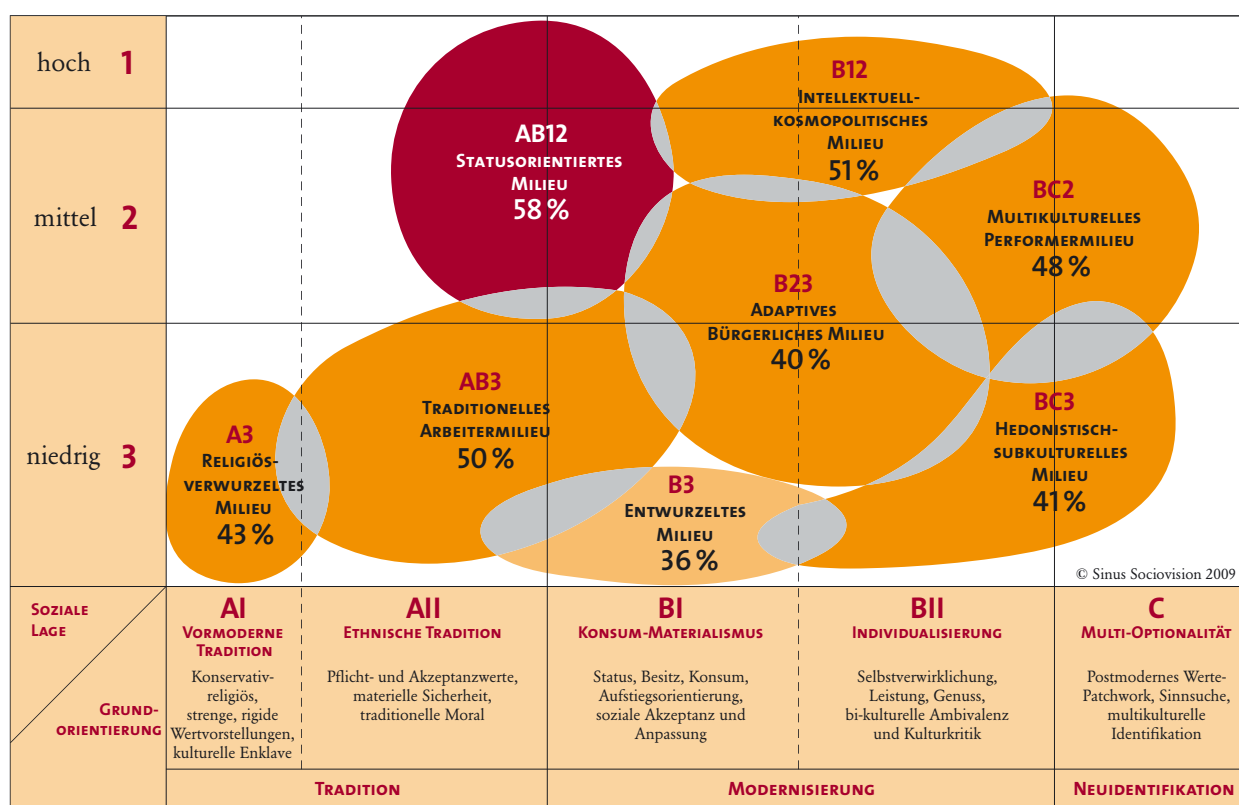 hoch 1
mittel 2
niedrig 3
AB12
Statusorientiertes
Milieu
58 %
B12
Intellektuell-
kosmopolitisches
Milieu
51 %
BC2
Multikulturelles
Performermilieu
48 %
B23
Adaptives
Bürgerliches Milieu
40 %
AB3
Traditionelles
Arbeitermilieu
50 %
A3
Religiös-
verwurzeltes
Milieu
43 %
B3
Entwurzeltes
Milieu
36 %
BC3
Hedonistisch-
subkulturelles
Milieu
41 %
© Sinus Sociovision 2009
Soziale
Lage
Grund-
orientierung
AI
Vormoderne
Tradition
Konservativ-
religiös,
strenge, rigide
Wertvorstellungen,
kulturelle Enklave
AII
Ethnische Tradition
Pflicht- und Akzeptanzwerte,
materielle Sicherheit,
traditionelle Moral
BI
Konsum-Materialismus
Status, Besitz, Konsum,
Aufstiegsorientierung,
soziale Akzeptanz und
Anpassung
BII
Individualisierung
Selbstverwirklichung,
Leistung, Genuss,
bi-kulturelle Ambivalenz
und Kulturkritik
C
Multi-Optionalität
Postmodernes Werte-
Patchwork, Sinnsuche,
multikulturelle
Identifikation
Tradition
Modernisierung
Neuidentifikation